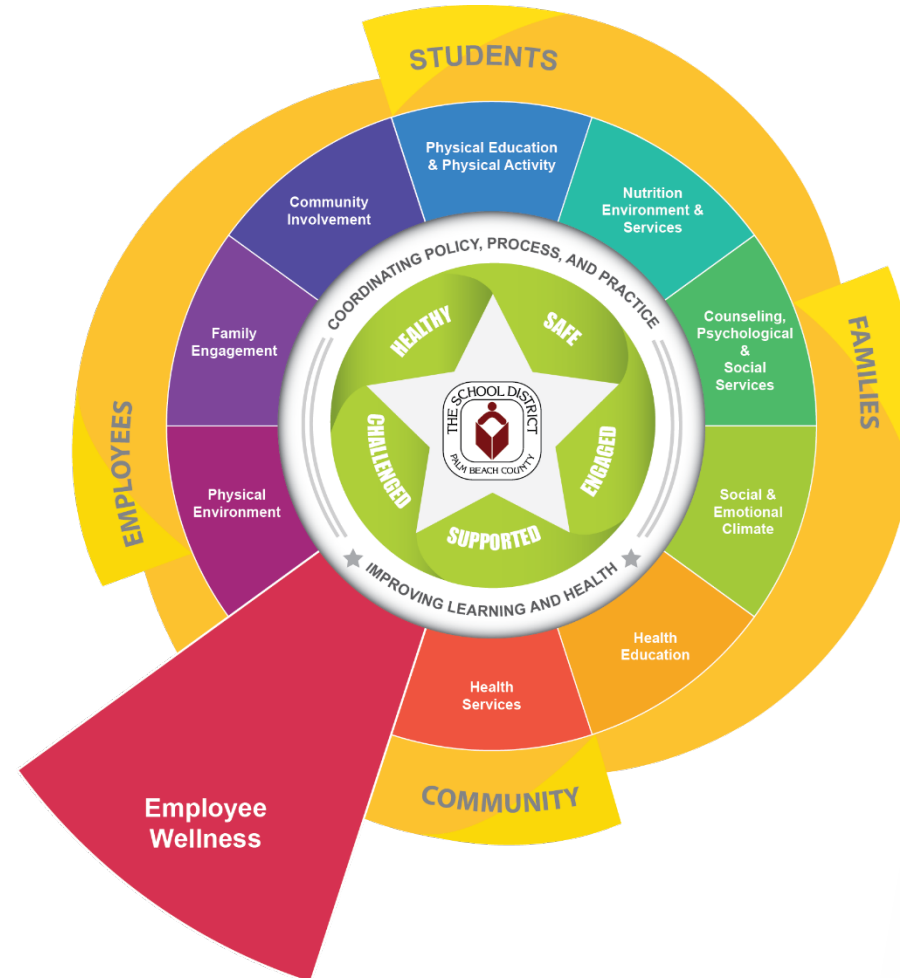 STUDENTS
Physical Education
& Physical Activity
Nutrition
Environment &
Services
Counseling,
Psychological
&
Social
Services
Social &
Emotional
Climate
Health
Education
Health
Services
Employee
Wellness
Physical
Environment
Family
Engagement
Community
Involvement
FAMILIES
COMMUNITY
EMPLOYEES
COORDINATING POLICY, PROCESS, AND PRACTICE
IMPROVING LEARNING AND HEALTH
HEALTHY
SAFE
ENGAGED
SUPPORTED
CHALLENGED
THE SCHOOL DISTRICT
PALM BEACH COUNTY